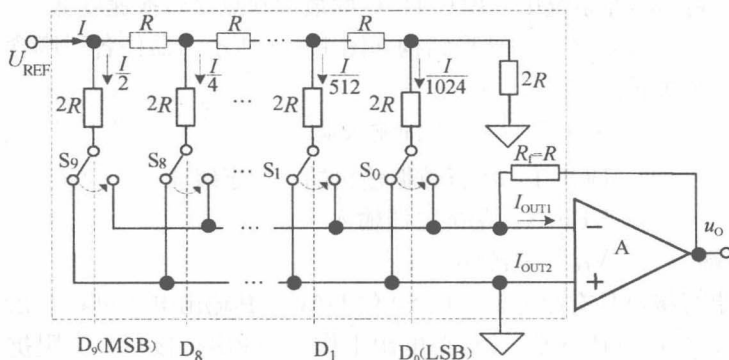 I R R R
U_REF
I/2 I/4 I/512 I/1024
2R 2R ... 2R 2R 2R
S₉ S₈ ... S₁ S₀
R_f=R
I_OUT1
− A u_O
I_OUT2
+
D₉(MSB) D₈ D₁ D₀(LSB)